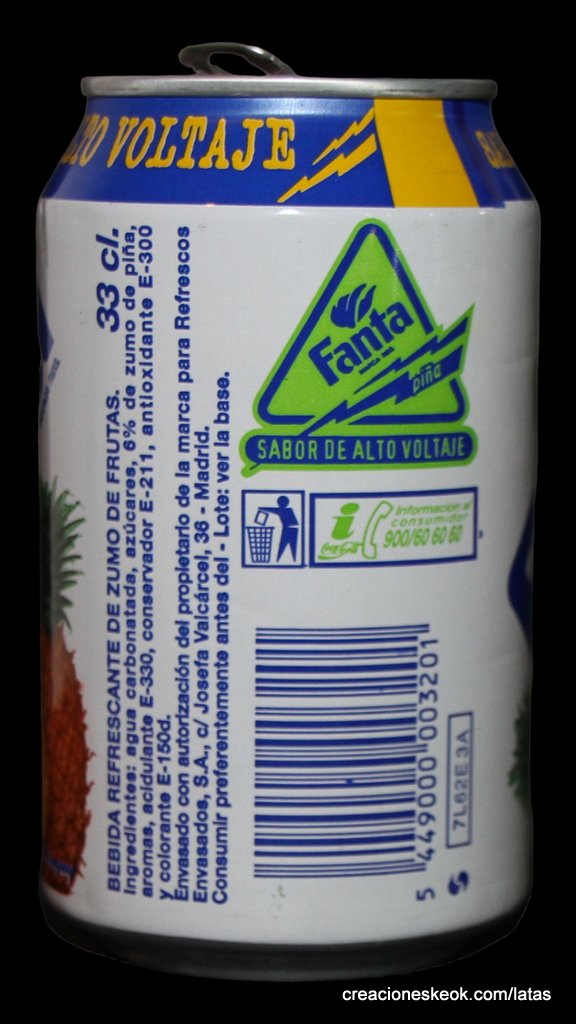 VOLTAJE
BEBIDA REFRESCANTE DE ZUMO DE FRUTAS. 33 cl.
Ingredientes: agua carbonatada, azúcares, 6% de zumo de piña,
aromas, acidulante E-330, conservador E-211, antioxidante E-300
y colorante E-150d.
Envasado con autorización del propietario de la marca para Refrescos
Envasados, S.A, c/ Josefa Valcárcel, 36 - Madrid.
Consumir preferentemente antes del - Lote: ver la base.
Fanta
piña
SABOR DE ALTO VOLTAJE
i
Coca-Cola
Información al
consumidor
900/60 60 60
5 449000 003201
7L62E 3A
creacioneskeok.com/latas